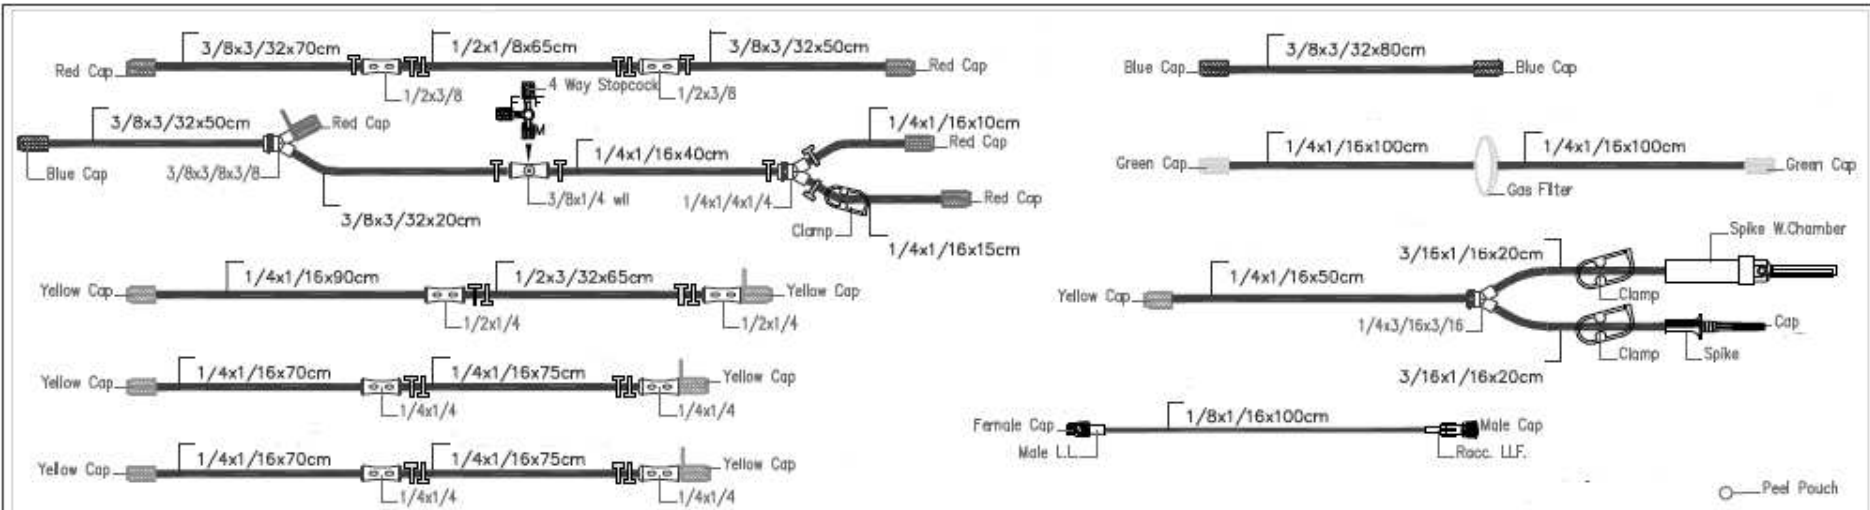 3/8x3/32x70cm
1/2x1/8x65cm
3/8x3/32x50cm
Red Cap
1/2x3/8
1/2x3/8
Red Cap
4 Way Stopcock
F
F
M
3/8x3/32x50cm
Red Cap
Blue Cap
3/8x3/8x3/8
3/8x3/32x20cm
3/8x1/4 wll
1/4x1/16x40cm
1/4x1/4x1/4
1/4x1/16x10cm
Red Cap
Red Cap
Clamp
1/4x1/16x15cm
Yellow Cap
1/4x1/16x90cm
1/2x1/4
1/2x3/32x65cm
1/2x1/4
Yellow Cap
Yellow Cap
1/4x1/16x70cm
1/4x1/4
1/4x1/16x75cm
1/4x1/4
Yellow Cap
Yellow Cap
1/4x1/16x70cm
1/4x1/4
1/4x1/16x75cm
1/4x1/4
Yellow Cap
Blue Cap
3/8x3/32x80cm
Blue Cap
Green Cap
1/4x1/16x100cm
Gas Filter
1/4x1/16x100cm
Green Cap
Yellow Cap
1/4x1/16x50cm
1/4x3/16x3/16
3/16x1/16x20cm
Clamp
Spike W.Chamber
3/16x1/16x20cm
Clamp
Spike
Cap
Female Cap
Male L.L.
1/8x1/16x100cm
Male Cap
Racc. LLF.
Peel Pouch